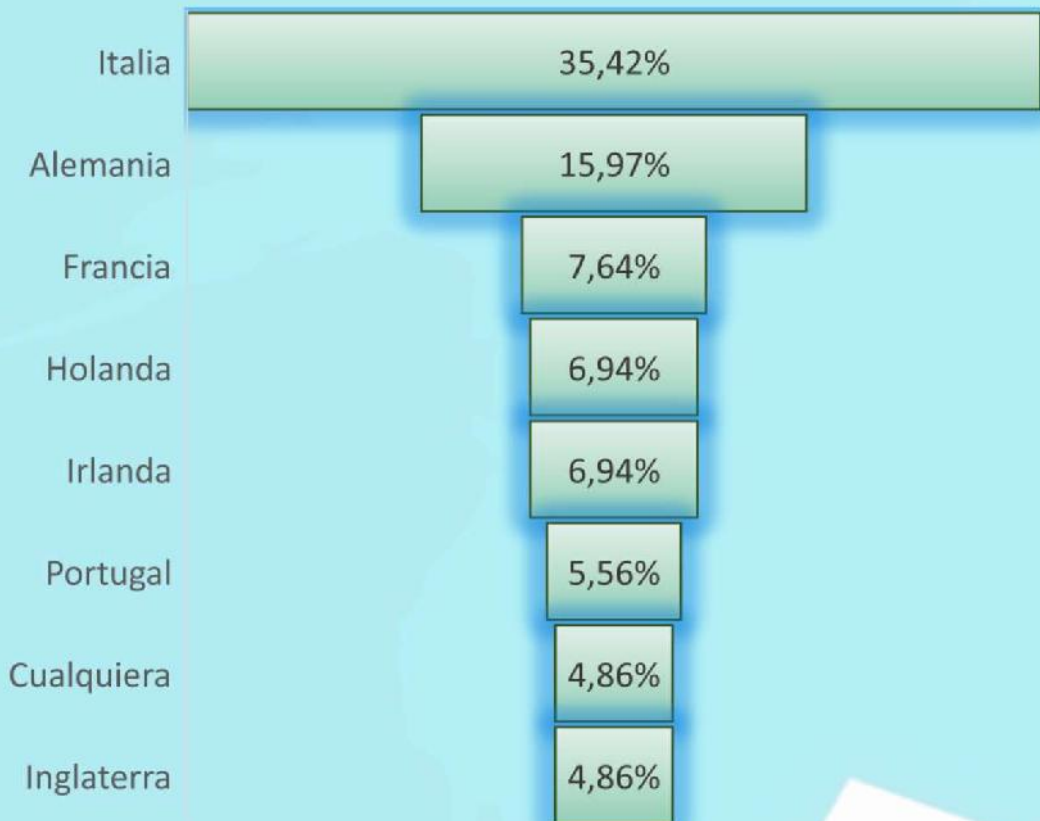 Italia 35,42%
Alemania 15,97%
Francia 7,64%
Holanda 6,94%
Irlanda 6,94%
Portugal 5,56%
Cualquiera 4,86%
Inglaterra 4,86%